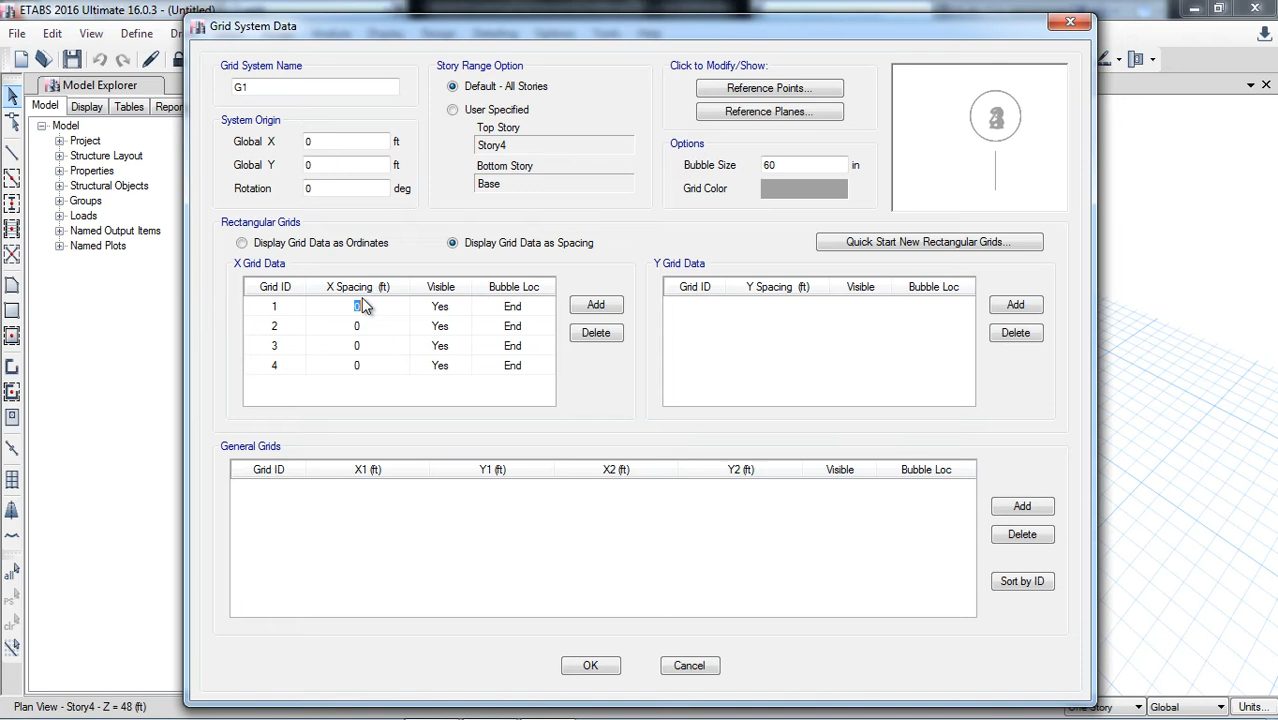 ETABS 2016 Ultimate 16.0.3 - (Untitled)
File Edit View Define
Model Explorer
Model Display Tables Repor
Model
Project
Structure Layout
Properties
Structural Objects
Groups
Loads
Named Output Items
Named Plots
Grid System Data
Grid System Name
G1
System Origin
Global X 0 ft
Global Y 0 ft
Rotation 0 deg
Story Range Option
Default - All Stories
User Specified
Top Story
Story4
Bottom Story
Base
Click to Modify/Show:
Reference Points...
Reference Planes...
Options
Bubble Size 60 in
Grid Color
Rectangular Grids
Display Grid Data as Ordinates Display Grid Data as Spacing Quick Start New Rectangular Grids...
X Grid Data
Grid ID X Spacing (ft) Visible Bubble Loc
1 0 Yes End
2 0 Yes End
3 0 Yes End
4 0 Yes End
Add
Delete
Y Grid Data
Grid ID Y Spacing (ft) Visible Bubble Loc
Add
Delete
General Grids
Grid ID X1 (ft) Y1 (ft) X2 (ft) Y2 (ft) Visible Bubble Loc
Add
Delete
Sort by ID
OK Cancel
all
ps
clr
Plan View - Story4 - Z = 48 (ft) One Story Global Units...